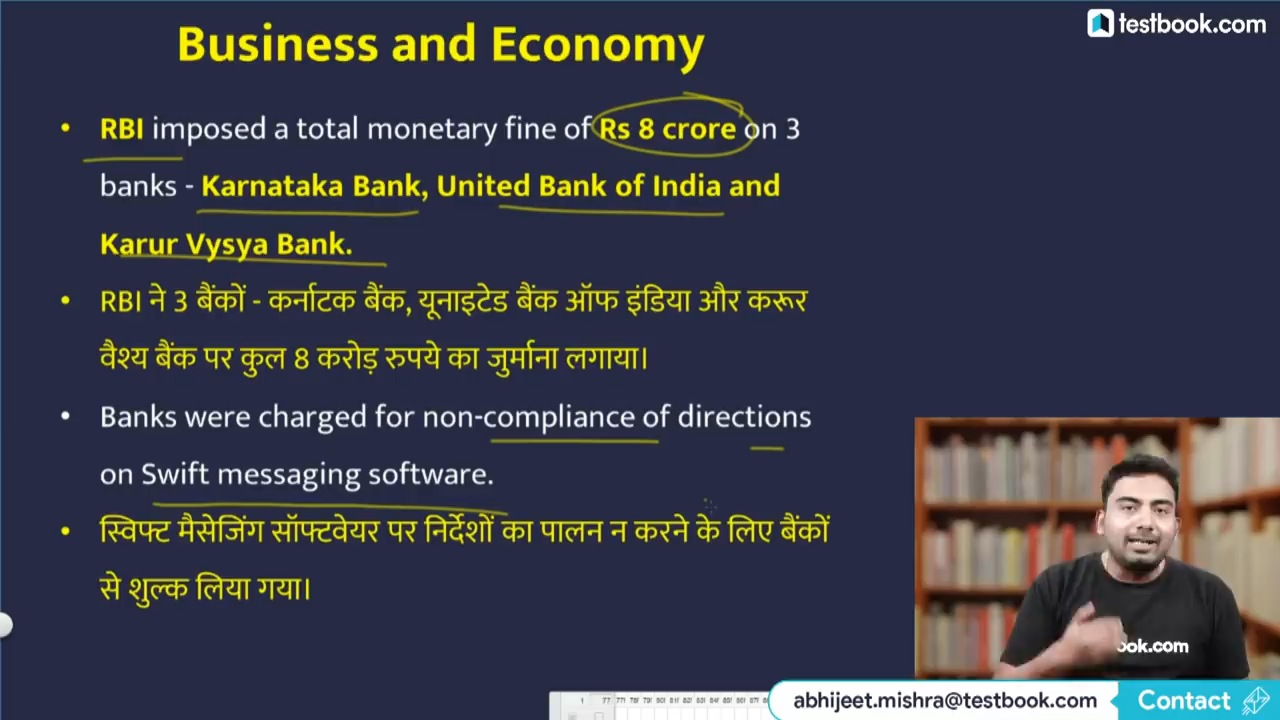 testbook.com
Business and Economy
• RBI imposed a total monetary fine of Rs 8 crore on 3
banks - Karnataka Bank, United Bank of India and
Karur Vysya Bank.
• RBI ने 3 बैंकों - कर्नाटक बैंक, यूनाइटेड बैंक ऑफ इंडिया और करूर
वैश्य बैंक पर कुल 8 करोड़ रुपये का जुर्माना लगाया।
• Banks were charged for non-compliance of directions
on Swift messaging software.
• स्विफ्ट मैसेजिंग सॉफ्टवेयर पर निर्देशों का पालन न करने के लिए बैंकों
से शुल्क लिया गया।
ook.com
abhijeet.mishra@testbook.com Contact